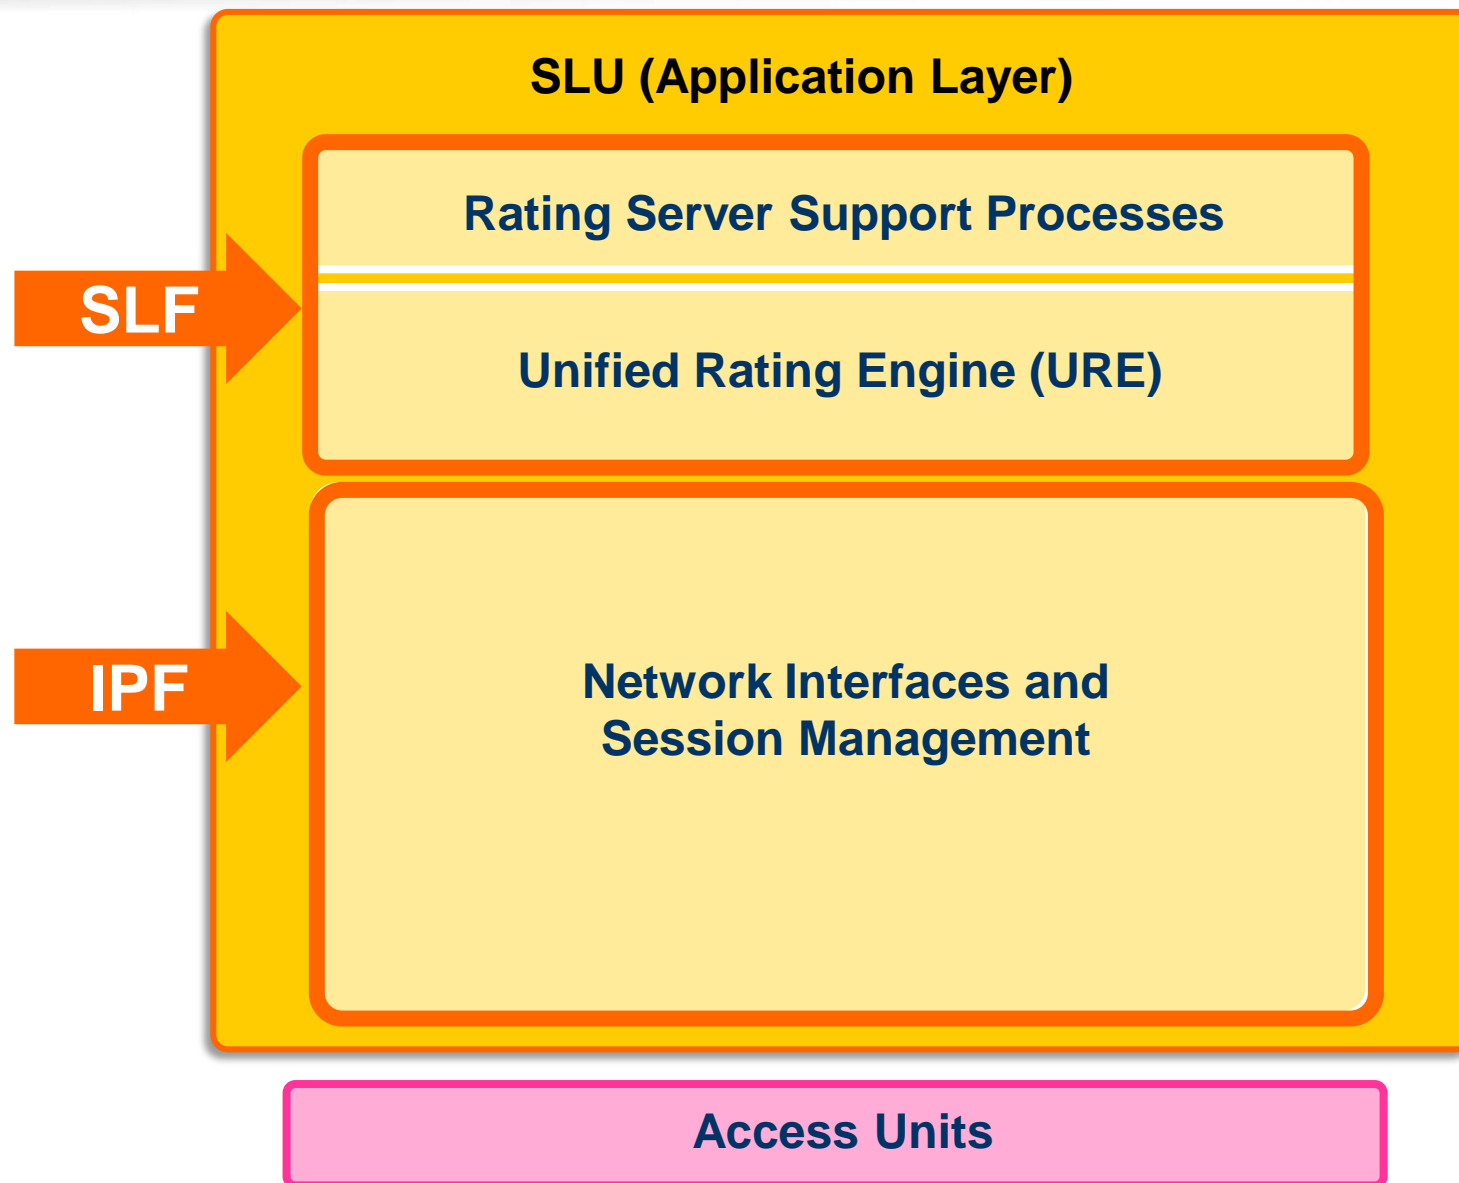 SLU (Application Layer)
Rating Server Support Processes
SLF
Unified Rating Engine (URE)
IPF
Network Interfaces and
Session Management
Access Units